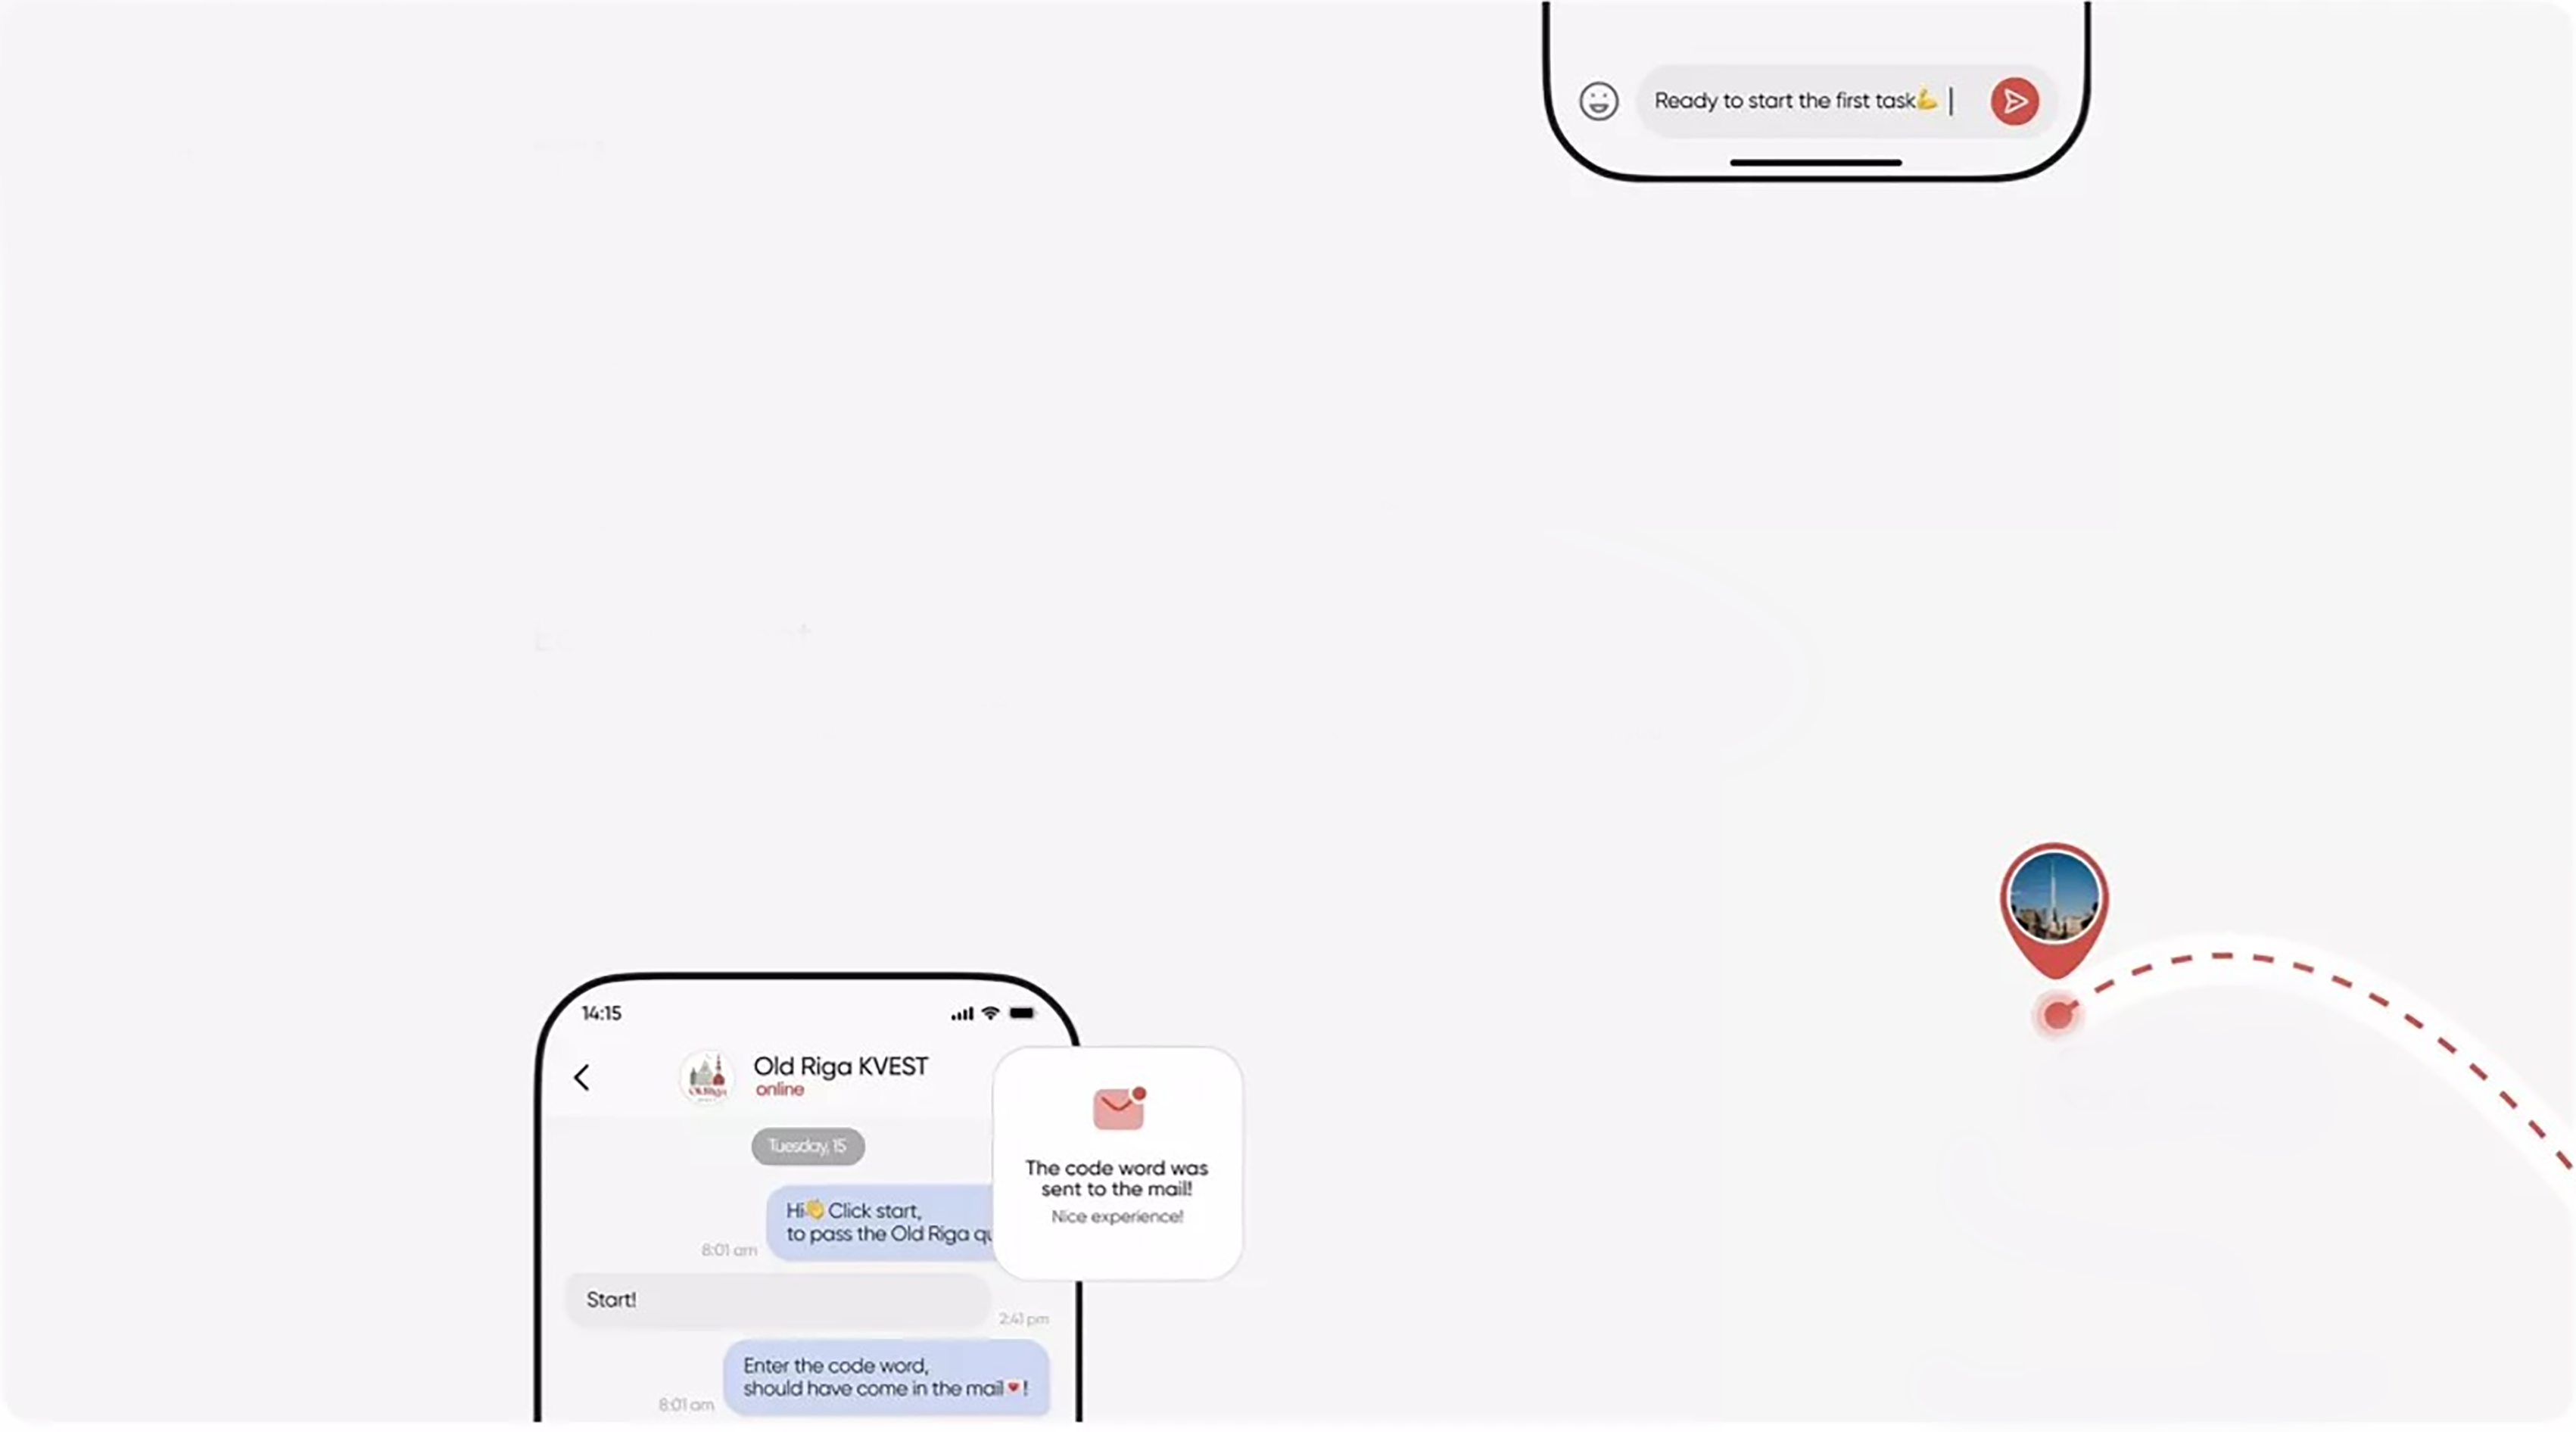 Ready to start the first task💪
14:15
Old Riga KVEST
online
Tuesday, 15
Hi👋 Click start,
to pass the Old Riga
8:01 am
Start!
2:41 pm
Enter the code word,
should have come in the mail💌!
8:01 am
The code word was
sent to the mail!
Nice experience!